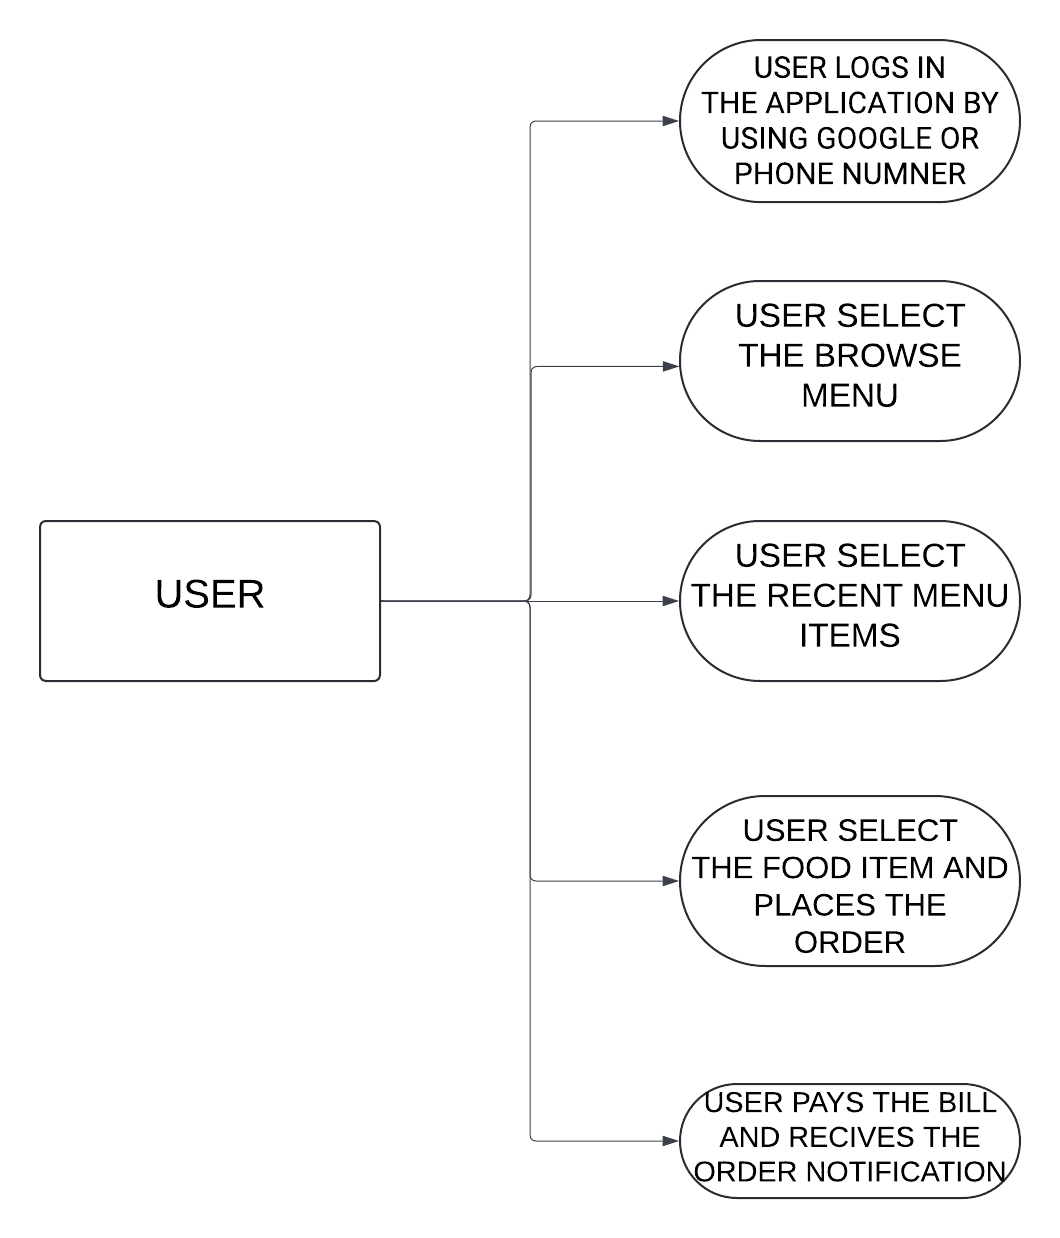 USER LOGS IN
THE APPLICATION BY
USING GOOGLE OR
PHONE NUMNER
USER SELECT
THE BROWSE
MENU
USER
USER SELECT
THE RECENT MENU
ITEMS
USER SELECT
THE FOOD ITEM AND
PLACES THE
ORDER
USER PAYS THE BILL
AND RECIVES THE
ORDER NOTIFICATION